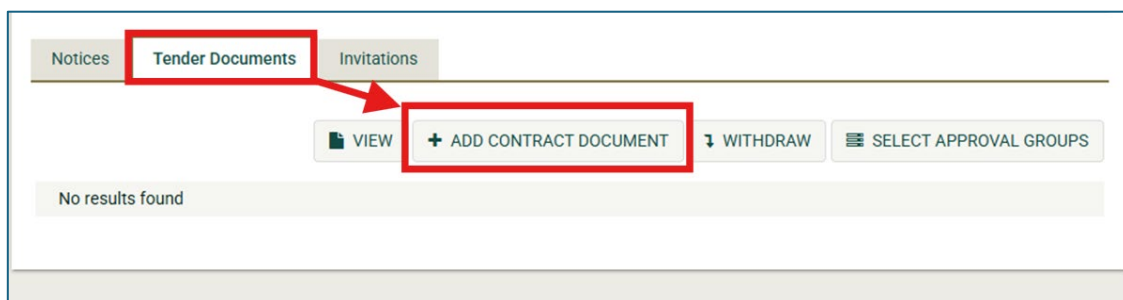 Notices Tender Documents Invitations
VIEW + ADD CONTRACT DOCUMENT WITHDRAW SELECT APPROVAL GROUPS
No results found